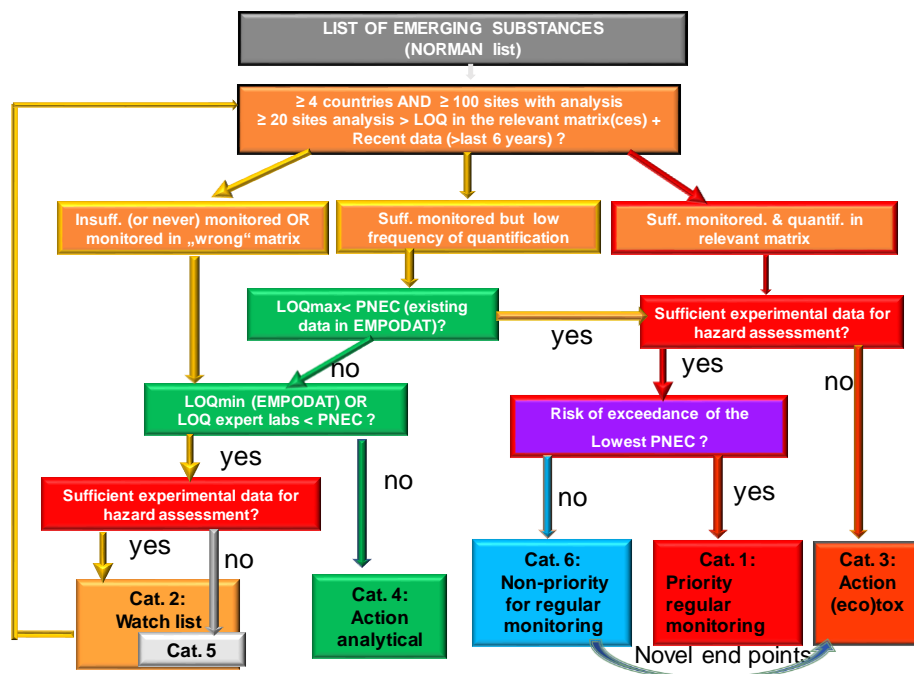 LIST OF EMERGING SUBSTANCES
(NORMAN list)
≥ 4 countries AND ≥ 100 sites with analysis
≥ 20 sites analysis > LOQ in the relevant matrix(ces) +
Recent data (>last 6 years) ?
Insuff. (or never) monitored OR
monitored in „wrong“ matrix
Suff. monitored but low
frequency of quantification
Suff. monitored. & quantif. in
relevant matrix
LOQmax< PNEC (existing
data in EMPODAT)?
yes
Sufficient experimental data for
hazard assessment?
no
yes
no
LOQmin (EMPODAT) OR
LOQ expert labs < PNEC ?
Risk of exceedance of the
Lowest PNEC ?
yes
no
no
yes
Sufficient experimental data for
hazard assessment?
yes
no
Cat. 2:
Watch list
Cat. 5
Cat. 4:
Action
analytical
Cat. 6:
Non-priority
for regular
monitoring
Cat. 1:
Priority
regular
monitoring
Cat. 3:
Action
(eco)tox
Novel end points